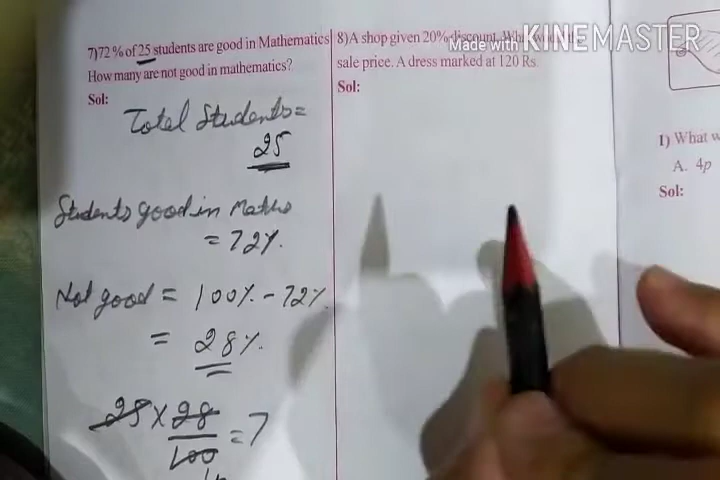 7)72 % of 25 students are good in Mathematics
How many are not good in mathematics?
Sol:
Total Students=
25
Students good in Maths
= 72%.
Not good = 100% - 72%
= 28%.
25 x 28
100
= 7
8)A shop given 20% discount.
sale price. A dress marked at 120 Rs
Sol:
Made with KINEMASTER
1) What
A. 4p
Sol: